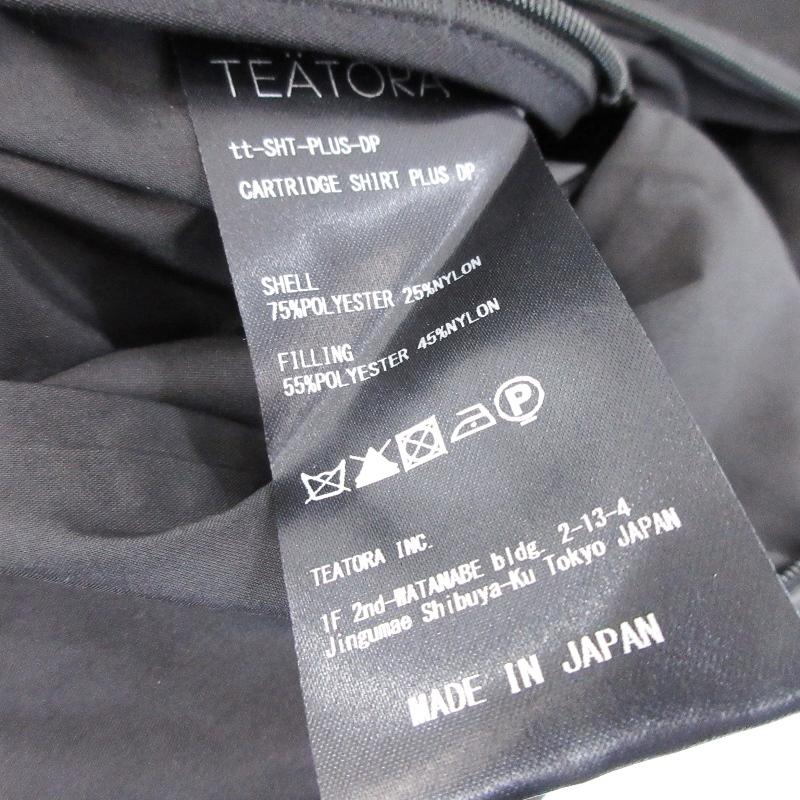 TEÄTORA
tt-SHT-PLUS-DP
CARTRIDGE SHIRT PLUS DP
SHELL
75%POLYESTER 25%NYLON
FILLING
55%POLYESTER 45%NYLON
P
TEATORA INC.
1F 2nd-WATANABE bldg. 2-13-4
Jingumae Shibuya-Ku Tokyo JAPAN
MADE IN JAPAN